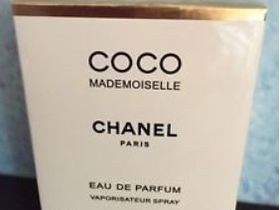 COCO
MADEMOISELLE
CHANEL
PARIS
EAU DE PARFUM
VAPORISATEUR SPRAY